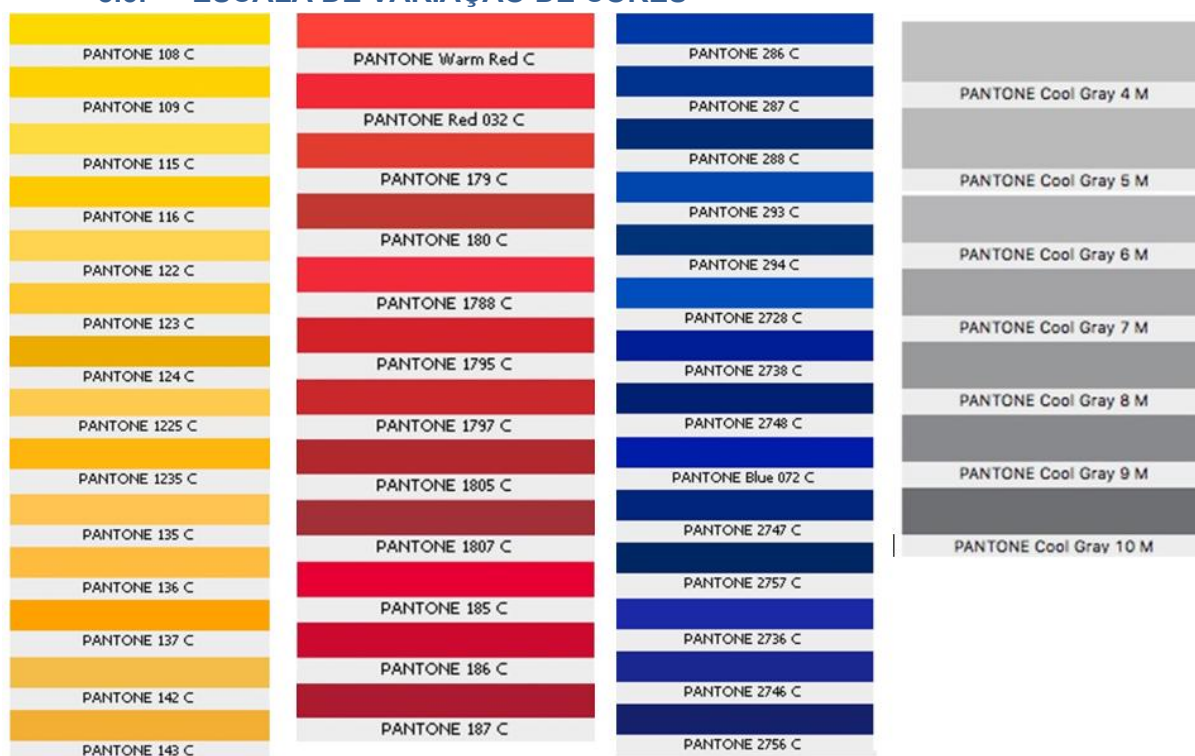 ESCALA DE VARIAÇÃO DE CORES
PANTONE 108 C
PANTONE 109 C
PANTONE 115 C
PANTONE 116 C
PANTONE 122 C
PANTONE 123 C
PANTONE 124 C
PANTONE 1225 C
PANTONE 1235 C
PANTONE 135 C
PANTONE 136 C
PANTONE 137 C
PANTONE 142 C
PANTONE 143 C
PANTONE Warm Red C
PANTONE Red 032 C
PANTONE 179 C
PANTONE 180 C
PANTONE 1788 C
PANTONE 1795 C
PANTONE 1797 C
PANTONE 1805 C
PANTONE 1807 C
PANTONE 185 C
PANTONE 186 C
PANTONE 187 C
PANTONE 286 C
PANTONE 287 C
PANTONE 288 C
PANTONE 293 C
PANTONE 294 C
PANTONE 2728 C
PANTONE 2738 C
PANTONE 2748 C
PANTONE Blue 072 C
PANTONE 2747 C
PANTONE 2757 C
PANTONE 2736 C
PANTONE 2746 C
PANTONE 2756 C
PANTONE Cool Gray 4 M
PANTONE Cool Gray 5 M
PANTONE Cool Gray 6 M
PANTONE Cool Gray 7 M
PANTONE Cool Gray 8 M
PANTONE Cool Gray 9 M
PANTONE Cool Gray 10 M